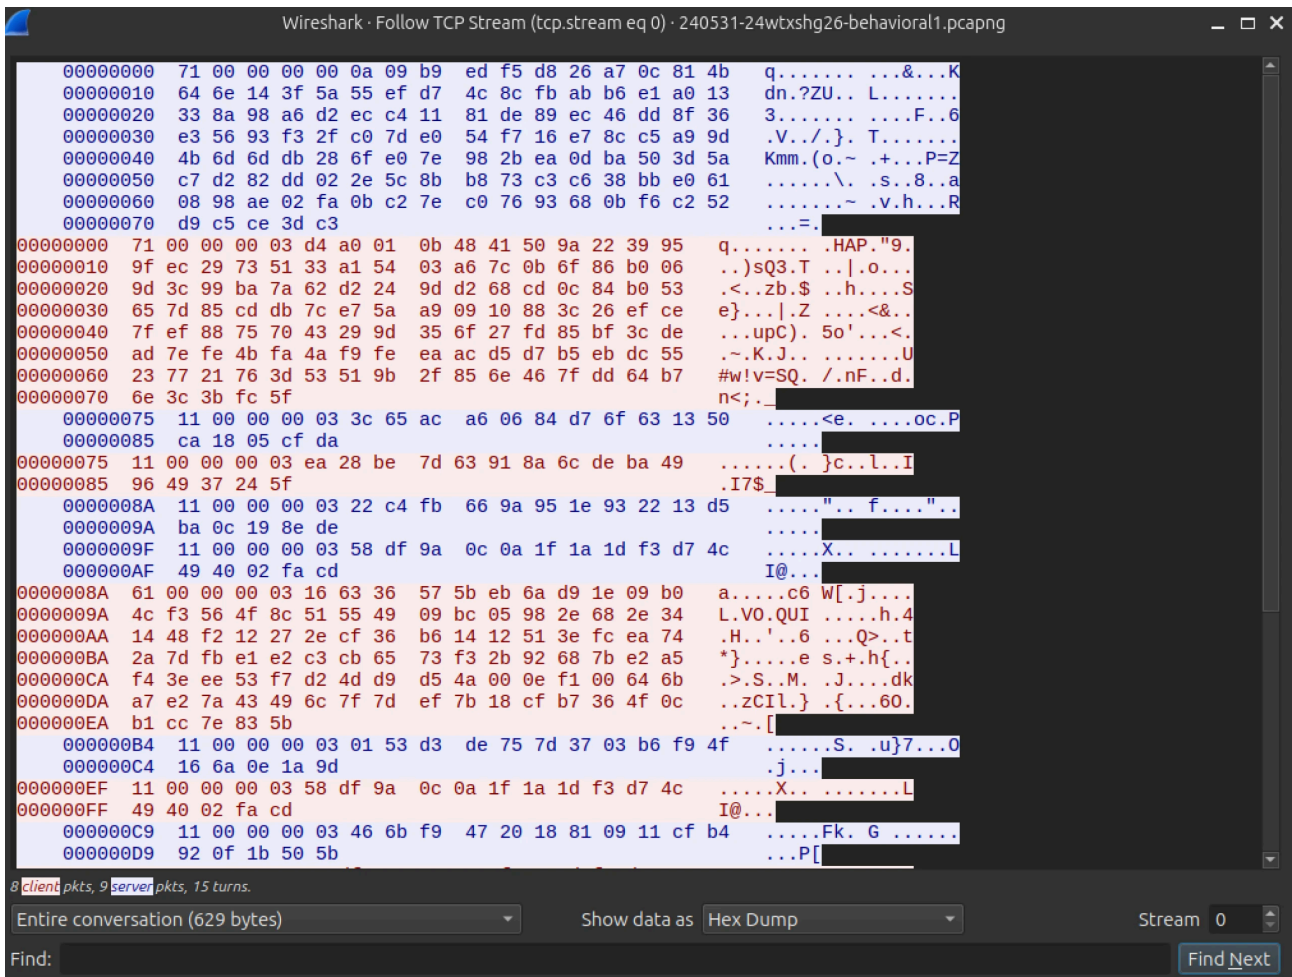 Wireshark · Follow TCP Stream (tcp.stream eq 0) · 240531-24wtxshg26-behavioral1.pcapng
00000000  71 00 00 00 00 0a 09 b9  ed f5 d8 26 a7 0c 81 4b   q....... ...&...K
00000010  64 6e 14 3f 5a 55 ef d7  4c 8c fb ab b6 e1 a0 13   dn.?ZU.. L.......
00000020  33 8a 98 a6 d2 ec c4 11  81 de 89 ec 46 dd 8f 36   3....... ....F..6
00000030  e3 56 93 f3 2f c0 7d e0  54 f7 16 e7 8c c5 a9 9d   .V../.}. T.......
00000040  4b 6d 6d db 28 6f e0 7e  98 2b ea 0d ba 50 3d 5a   Kmm.(o.~ .+...P=Z
00000050  c7 d2 82 dd 02 2e 5c 8b  b8 73 c3 c6 38 bb e0 61   ......\. .s..8..a
00000060  08 98 ae 02 fa 0b c2 7e  c0 76 93 68 0b f6 c2 52   .......~ .v.h...R
00000070  d9 c5 ce 3d c3   ...=.
00000000  71 00 00 00 03 d4 a0 01  0b 48 41 50 9a 22 39 95   q....... .HAP."9.
00000010  9f ec 29 73 51 33 a1 54  03 a6 7c 0b 6f 86 b0 06   ..)sQ3.T ..|.o...
00000020  9d 3c 99 ba 7a 62 d2 24  9d d2 68 cd 0c 84 b0 53   .<..zb.$ ..h....S
00000030  65 7d 85 cd db 7c e7 5a  a9 09 10 88 3c 26 ef ce   e}...|.Z ....<&..
00000040  7f ef 88 75 70 43 29 9d  35 6f 27 fd 85 bf 3c de   ...upC). 5o'...<.
00000050  ad 7e fe 4b fa 4a f9 fe  ea ac d5 d7 b5 eb dc 55   .~.K.J.. .......U
00000060  23 77 21 76 3d 53 51 9b  2f 85 6e 46 7f dd 64 b7   #w!v=SQ. /.nF..d.
00000070  6e 3c 3b fc 5f   n<;._
00000075  11 00 00 00 03 3c 65 ac  a6 06 84 d7 6f 63 13 50   .....<e. ....oc.P
00000085  ca 18 05 cf da   .....
00000075  11 00 00 00 03 ea 28 be  7d 63 91 8a 6c de ba 49   ......(. }c..l..I
00000085  96 49 37 24 5f   .I7$_
0000008A  11 00 00 00 03 22 c4 fb  66 9a 95 1e 93 22 13 d5   .....".. f...."..
0000009A  ba 0c 19 8e de   .....
0000009F  11 00 00 00 03 58 df 9a  0c 0a 1f 1a 1d f3 d7 4c   .....X.. .......L
000000AF  49 40 02 fa cd   I@...
0000008A  61 00 00 00 03 16 63 36  57 5b eb 6a d9 1e 09 b0   a.....c6 W[.j....
0000009A  4c f3 56 4f 8c 51 55 49  09 bc 05 98 2e 68 2e 34   L.VO.QUI .....h.4
000000AA  14 48 f2 12 27 2e cf 36  b6 14 12 51 3e fc ea 74   .H..'..6 ...Q>..t
000000BA  2a 7d fb e1 e2 c3 cb 65  73 f3 2b 92 68 7b e2 a5   *}.....e s.+.h{..
000000CA  f4 3e ee 53 f7 d2 4d d9  d5 4a 00 0e f1 00 64 6b   .>.S..M. .J....dk
000000DA  a7 e2 7a 43 49 6c 7f 7d  ef 7b 18 cf b7 36 4f 0c   ..zCIl.} .{...6O.
000000EA  b1 cc 7e 83 5b   ..~.[
000000B4  11 00 00 00 03 01 53 d3  de 75 7d 37 03 b6 f9 4f   ......S. .u}7...O
000000C4  16 6a 0e 1a 9d   .j...
000000EF  11 00 00 00 03 58 df 9a  0c 0a 1f 1a 1d f3 d7 4c   .....X.. .......L
000000FF  49 40 02 fa cd   I@...
000000C9  11 00 00 00 03 46 6b f9  47 20 18 81 09 11 cf b4   .....Fk. G ......
000000D9  92 0f 1b 50 5b   ...P[
8 client pkts, 9 server pkts, 15 turns.
Entire conversation (629 bytes)   Show data as   Hex Dump   Stream 0
Find:   Find Next